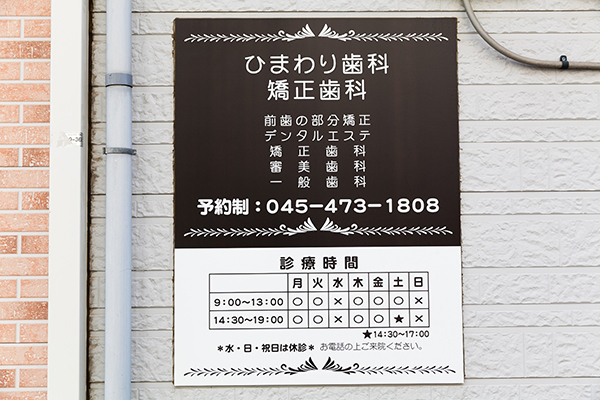 ひまわり歯科
矯正歯科
前歯の部分矯正
デンタルエステ
矯正歯科
審美歯科
一般歯科
予約制：045-473-1808
診療時間
月 火 水 木 金 土 日
9:00～13:00 ○ ○ × ○ ○ ○ ×
14:30～19:00 ○ ○ × ○ ○ ★ ×
★14:30～17:00
*水・日・祝日は休診* お電話の上ご来院ください。